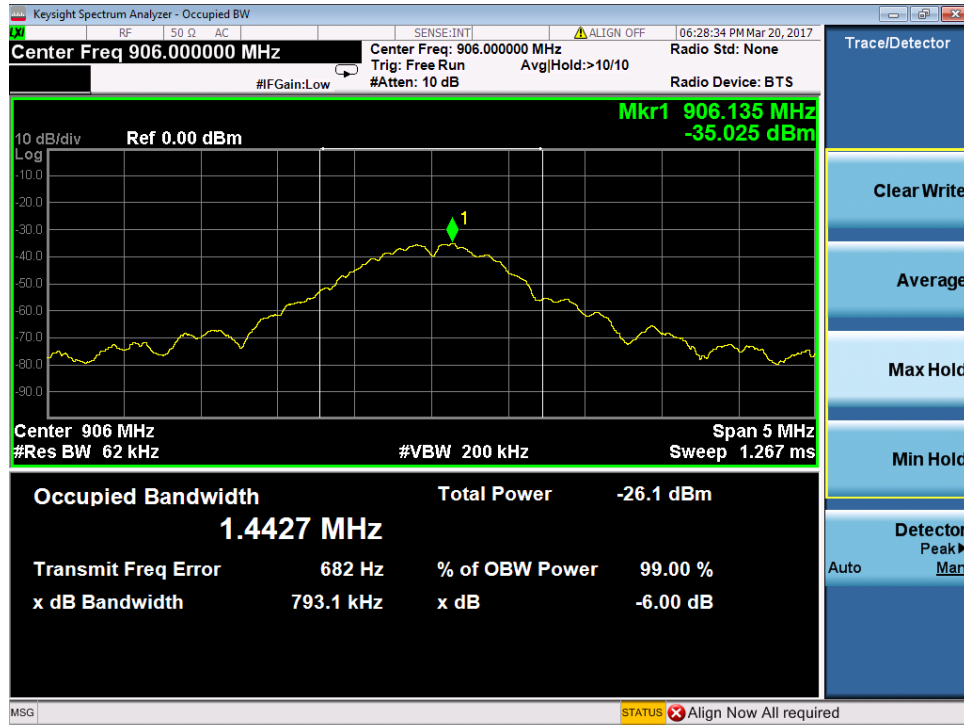 Keysight Spectrum Analyzer - Occupied BW
LXI RF 50 Ω AC SENSE:INT ALIGN OFF 06:28:34 PM Mar 20, 2017
Center Freq 906.000000 MHz
Center Freq: 906.000000 MHz
Radio Std: None
Trig: Free Run Avg|Hold:>10/10
#IFGain:Low
#Atten: 10 dB
Radio Device: BTS
Mkr1 906.135 MHz
-35.025 dBm
10 dB/div Ref 0.00 dBm
Log
-10.0
-20.0
-30.0
-40.0
-50.0
-60.0
-70.0
-80.0
-90.0
1
Center 906 MHz Span 5 MHz
#Res BW 62 kHz #VBW 200 kHz Sweep 1.267 ms
Occupied Bandwidth
1.4427 MHz
Total Power -26.1 dBm
Transmit Freq Error 682 Hz % of OBW Power 99.00 %
x dB Bandwidth 793.1 kHz x dB -6.00 dB
Trace/Detector
Clear Write
Average
Max Hold
Min Hold
Detector
Peak
Auto Man
MSG
STATUS Align Now All required